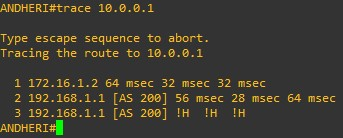 ANDHERI#trace 10.0.0.1
Type escape sequence to abort.
Tracing the route to 10.0.0.1
1 172.16.1.2 64 msec 32 msec 32 msec
2 192.168.1.1 [AS 200] 56 msec 28 msec 64 msec
3 192.168.1.1 [AS 200] !H !H !H
ANDHERI#